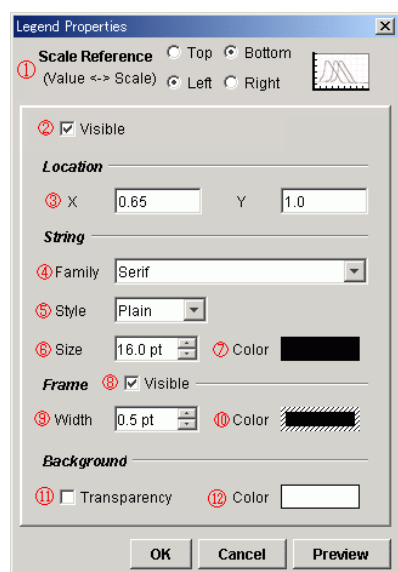 Legend Properties
① Scale Reference Top Bottom
(Value <-> Scale) Left Right
② Visible
Location
③ X 0.65 Y 1.0
String
④ Family Serif
⑤ Style Plain
⑥ Size 16.0 pt ⑦ Color
Frame ⑧ Visible
⑨ Width 0.5 pt ⑩ Color
Background
⑪ Transparency ⑫ Color
OK Cancel Preview